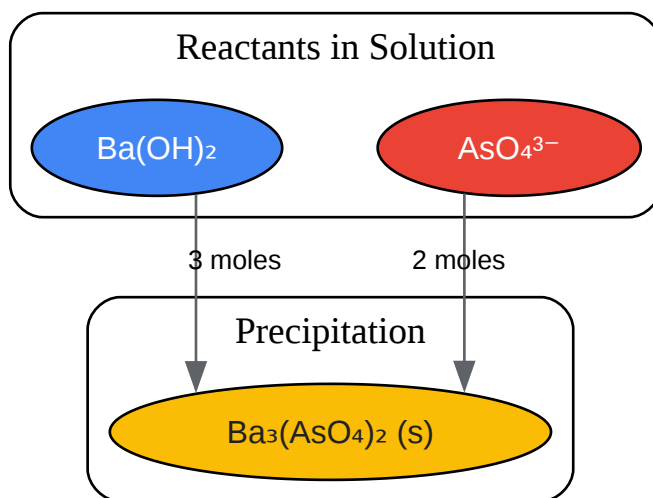 Reactants in Solution
Ba(OH)₂
AsO₄³⁻
3 moles
2 moles
Precipitation
Ba₃(AsO₄)₂ (s)